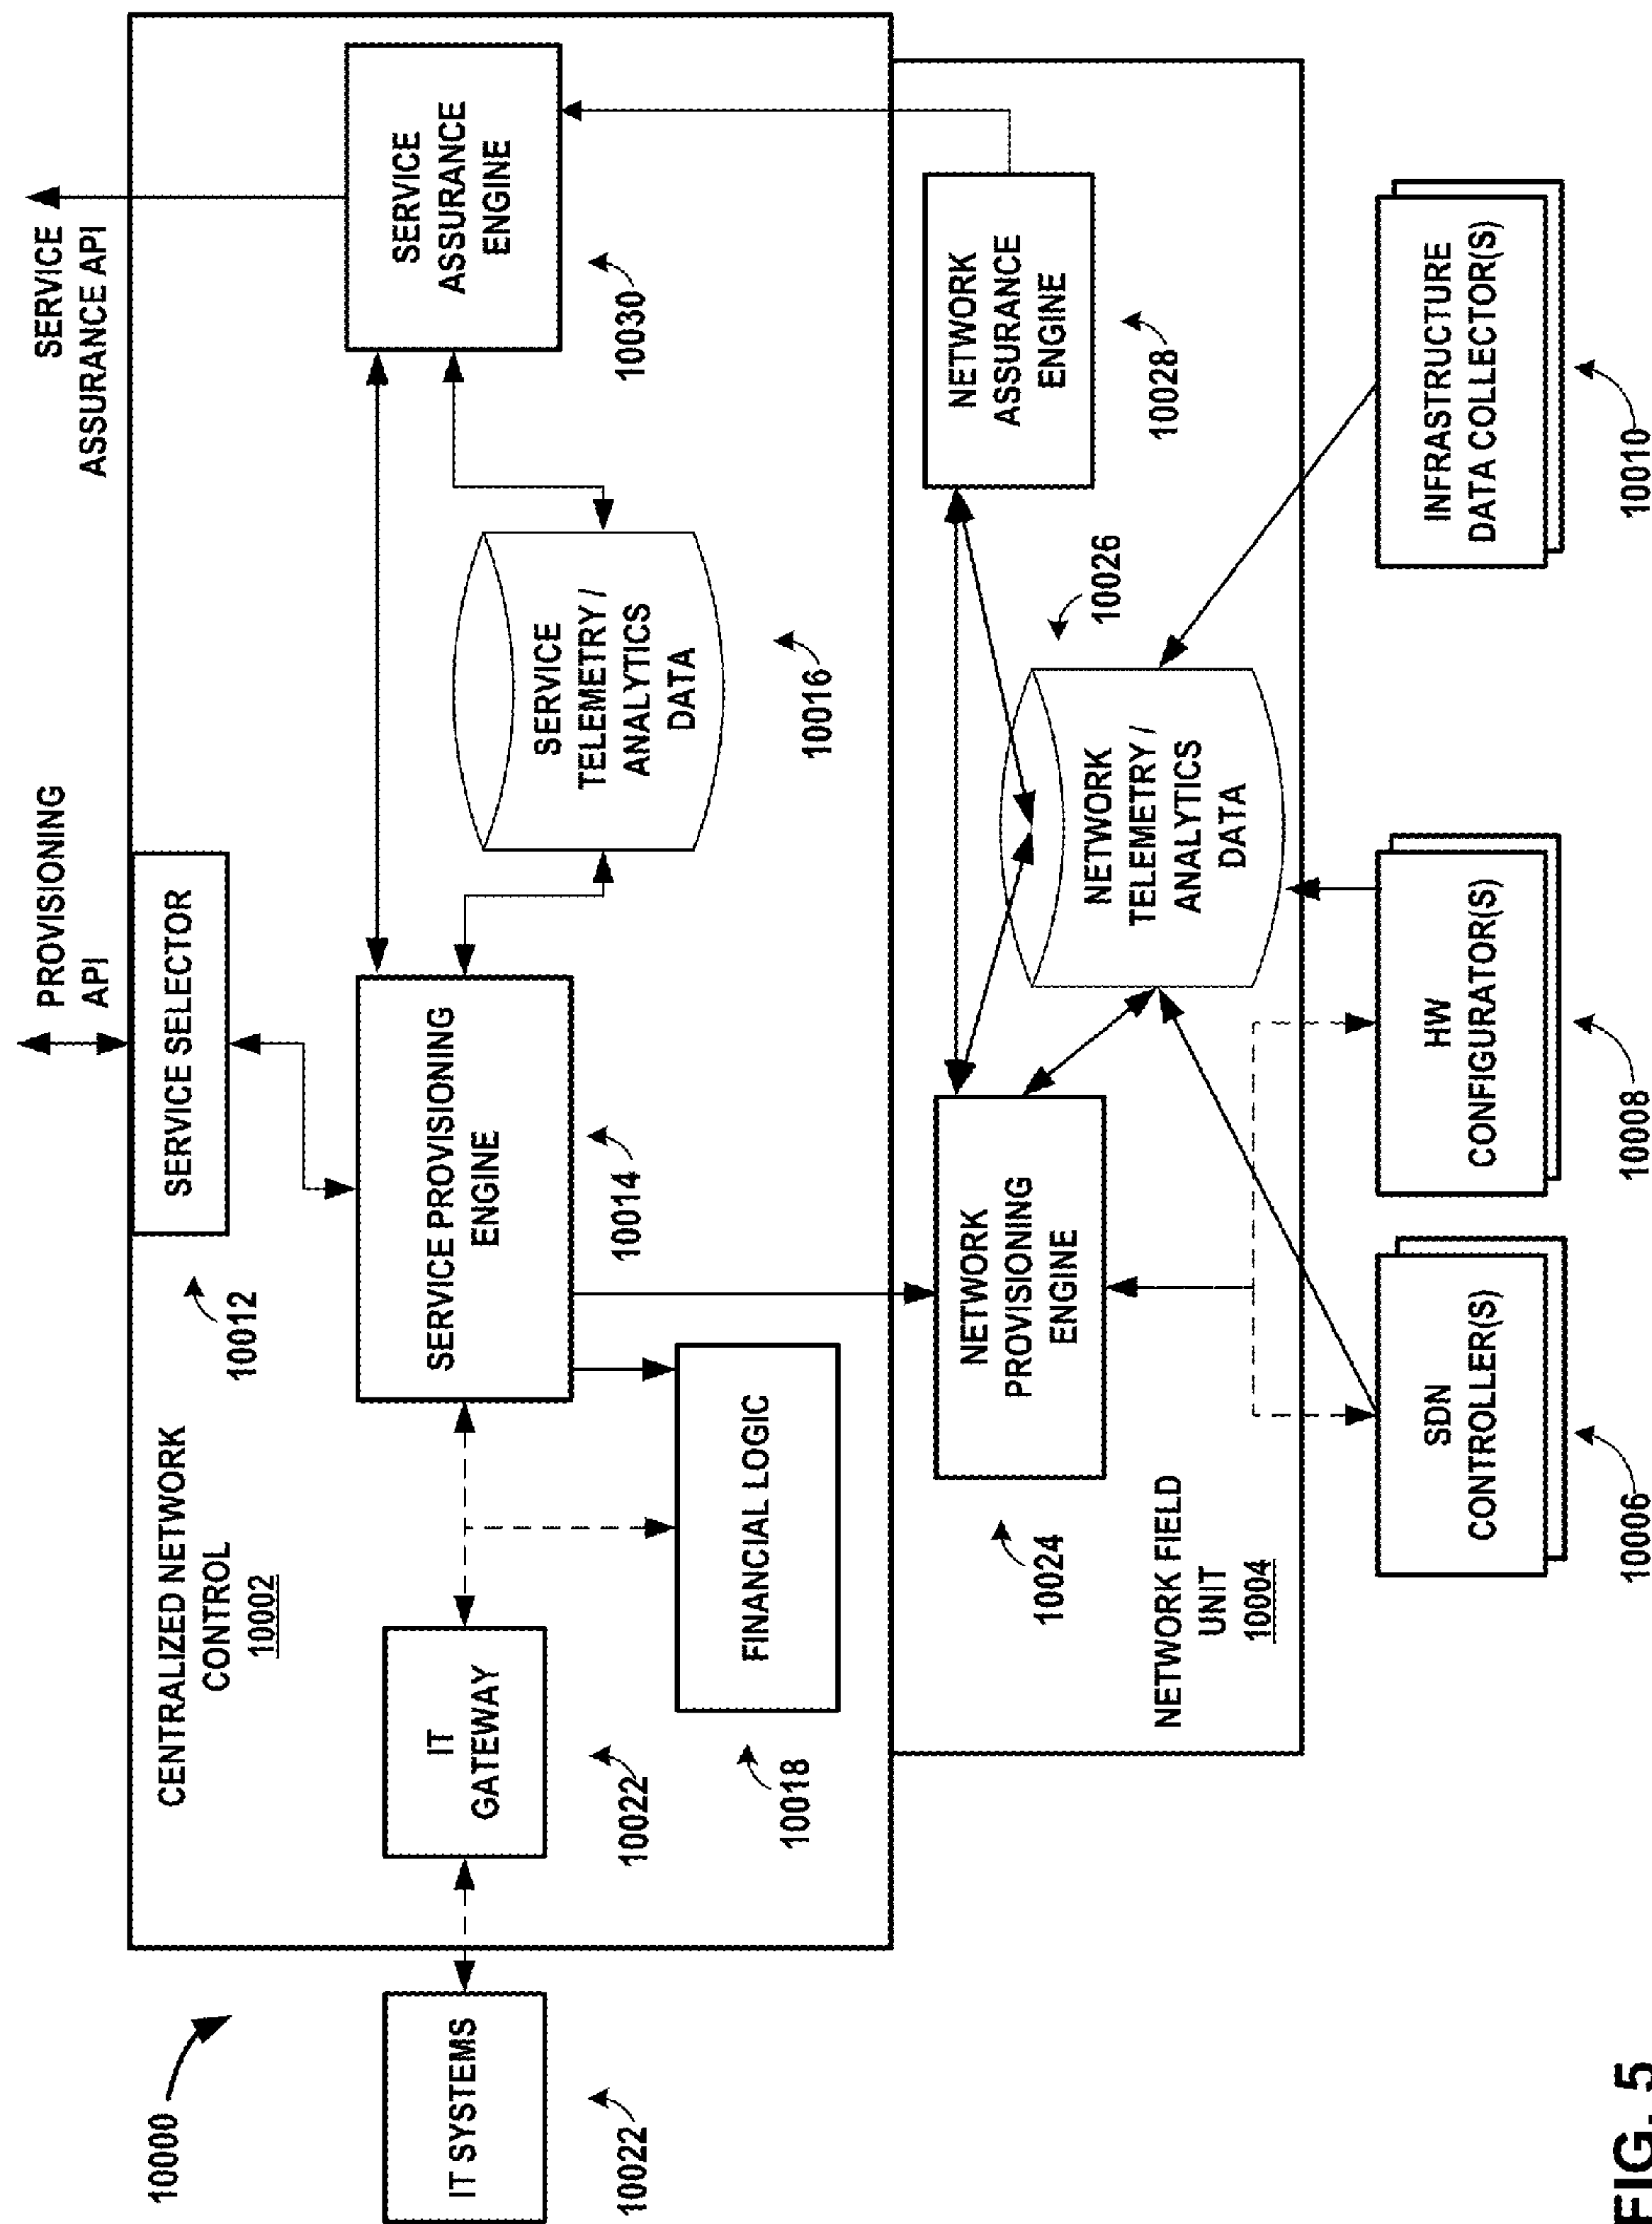 10000
PROVISIONING
API
SERVICE
ASSURANCE API
CENTRALIZED NETWORK
CONTROL
10002
10012
SERVICE SELECTOR
IT SYSTEMS
10022
IT
GATEWAY
10022
SERVICE PROVISIONING
ENGINE
10014
SERVICE
TELEMETRY /
ANALYTICS
DATA
10016
SERVICE
ASSURANCE
ENGINE
10030
FINANCIAL LOGIC
10018
NETWORK FIELD
UNIT
10004
NETWORK
PROVISIONING
ENGINE
10024
NETWORK
TELEMETRY /
ANALYTICS
DATA
10026
NETWORK
ASSURANCE
ENGINE
10028
SDN
CONTROLLER(S)
10006
HW
CONFIGURATOR(S)
10008
INFRASTRUCTURE
DATA COLLECTOR(S)
10010
FIG. 5